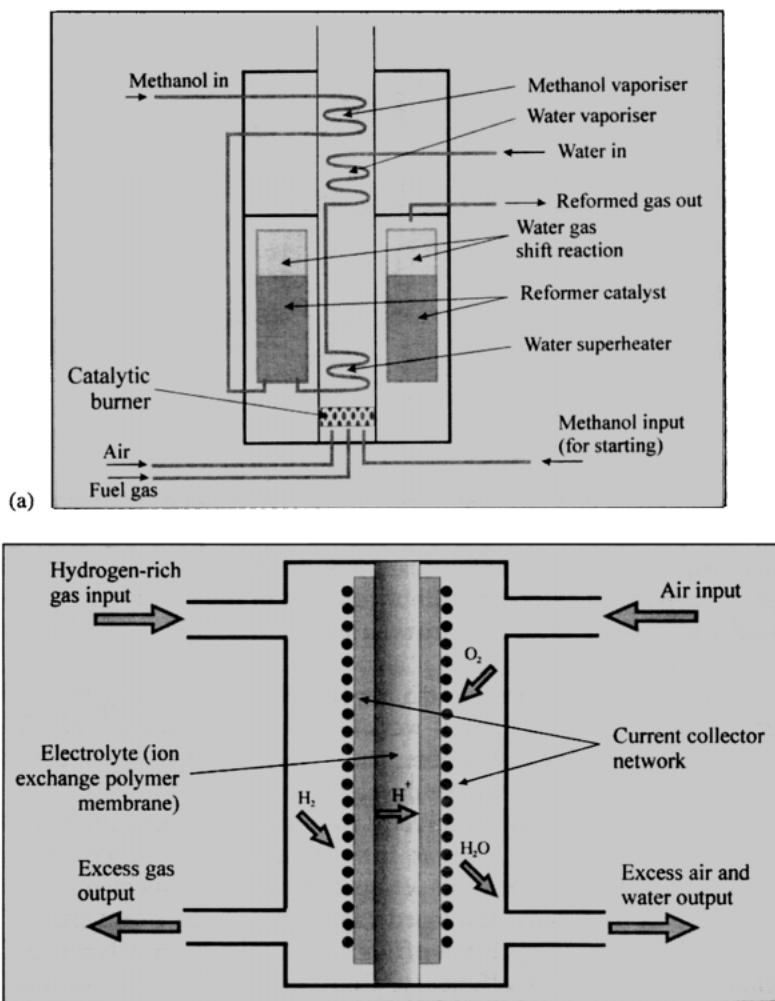 Methanol in
Methanol vaporiser
Water vaporiser
Water in
Reformed gas out
Water gas
shift reaction
Reformer catalyst
Water superheater
Catalytic
burner
Methanol input
(for starting)
Air
Fuel gas
(a)
Hydrogen-rich
gas input
Air input
O₂
Electrolyte (ion
exchange polymer
membrane)
Current collector
network
H₂
H⁺
H₂O
Excess gas
output
Excess air and
water output